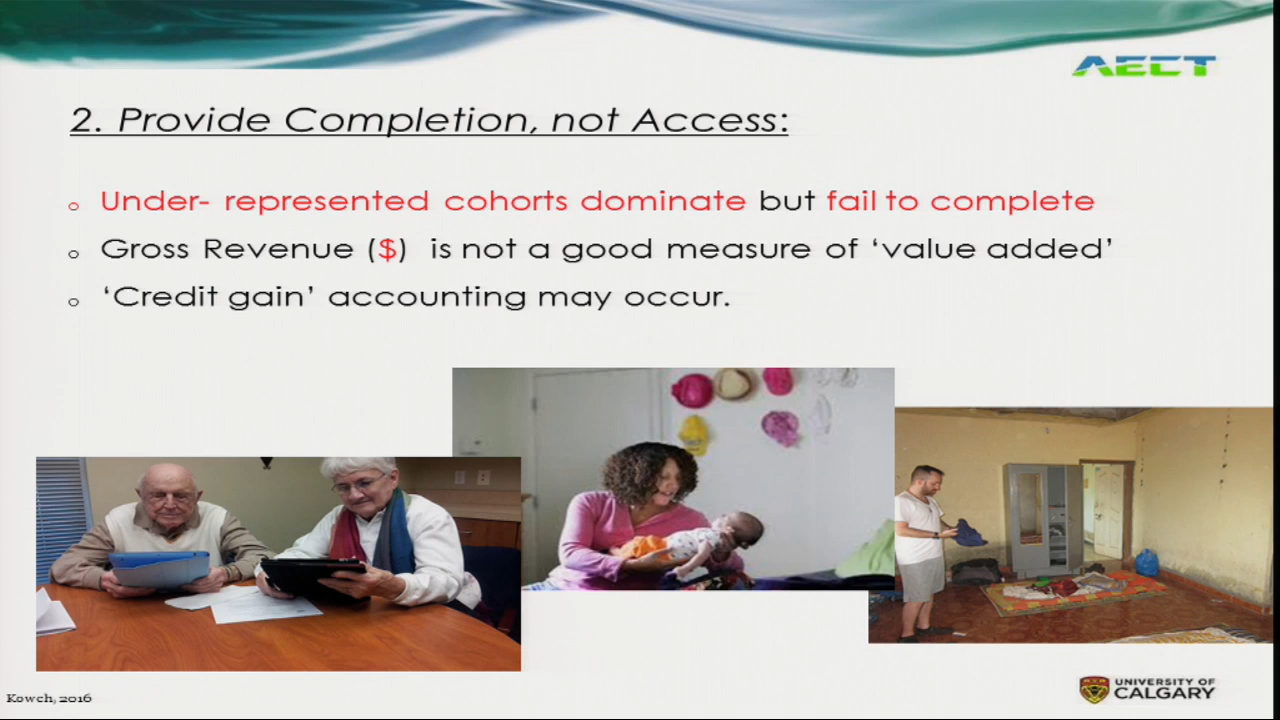 AECT
2. Provide Completion, not Access:
Under- represented cohorts dominate but fail to complete
Gross Revenue ($) is not a good measure of ‘value added’
‘Credit gain’ accounting may occur.
Kowch, 2016
UNIVERSITY OF
CALGARY